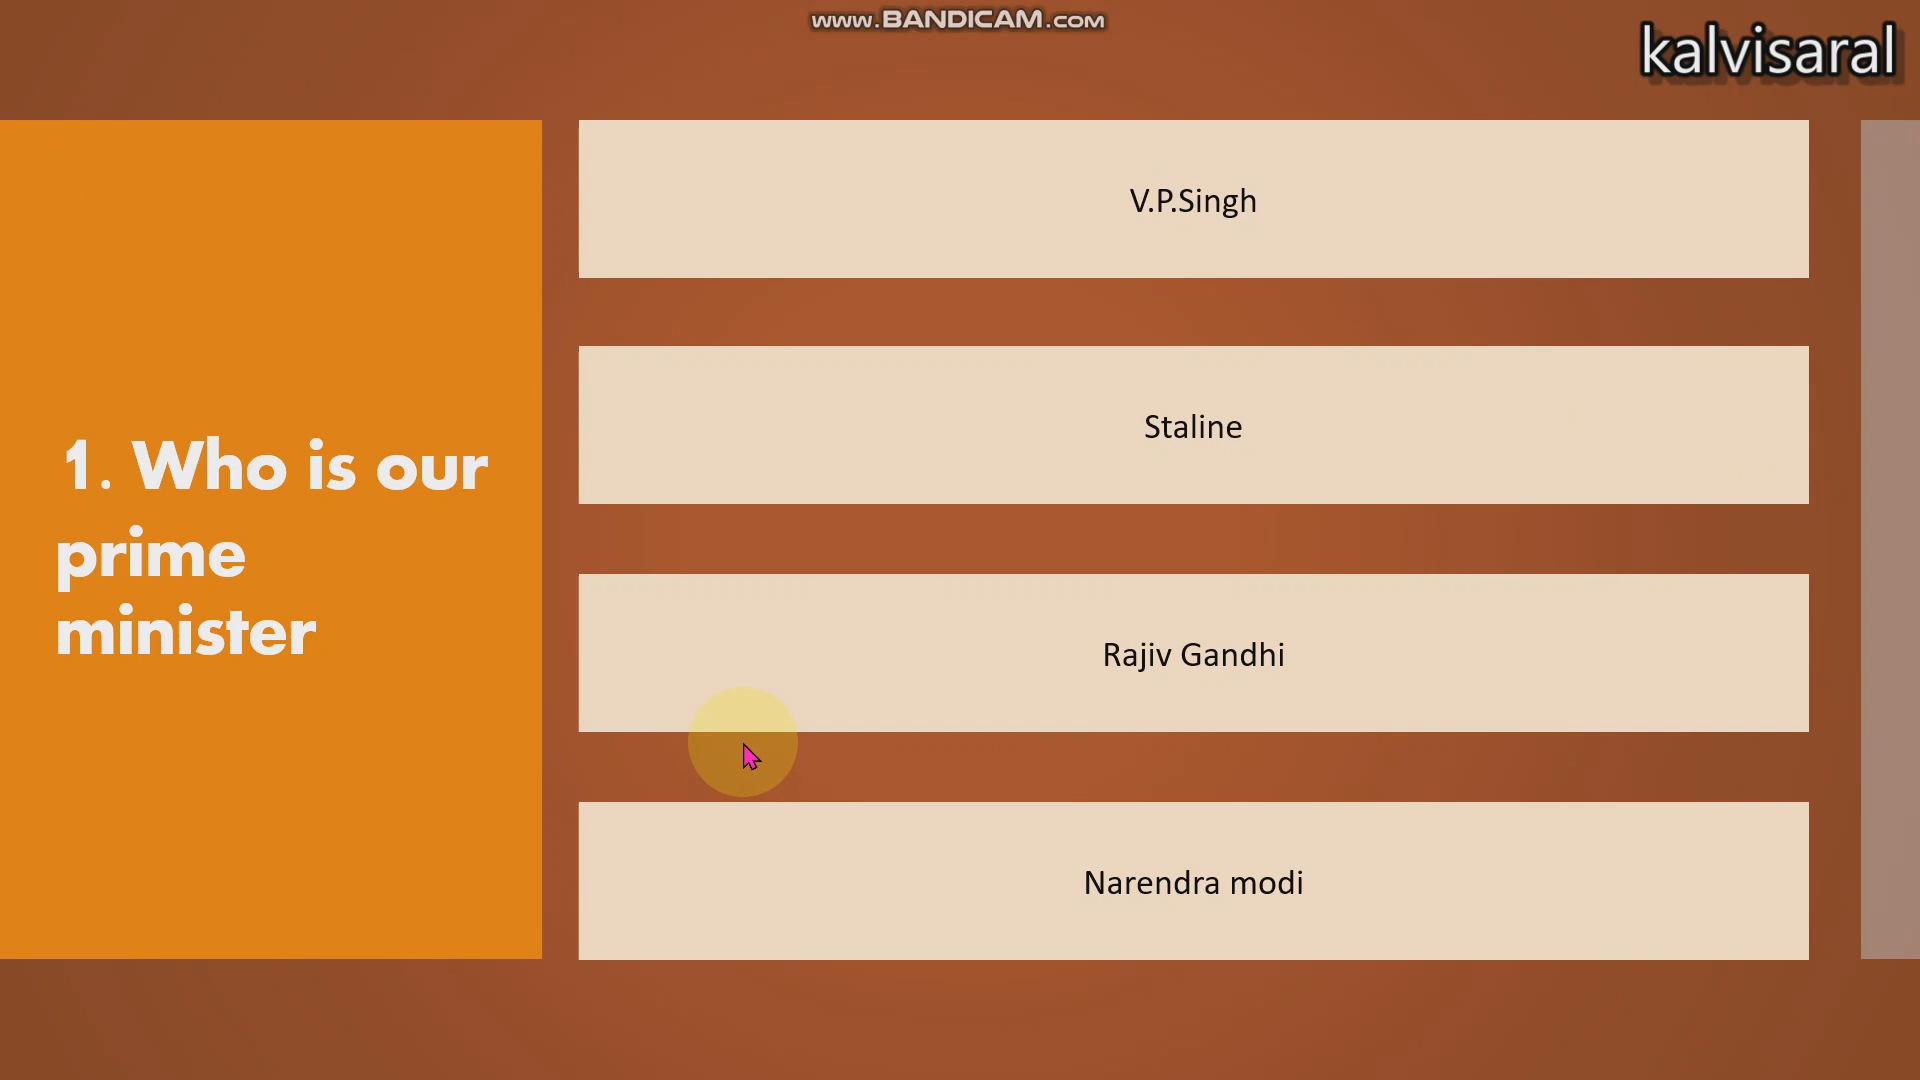 www.BANDICAM.com
kalvisaral
1. Who is our
prime
minister
V.P.Singh
Staline
Rajiv Gandhi
Narendra modi